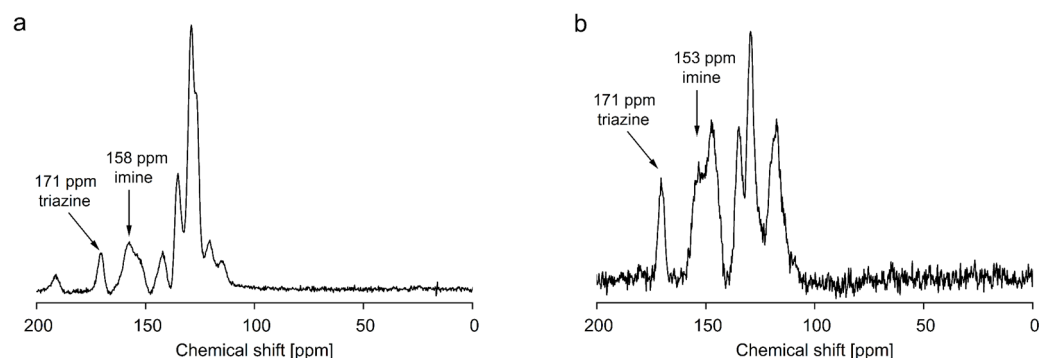 a
171 ppm
triazine
158 ppm
imine
200
150
100
50
0
Chemical shift [ppm]
b
171 ppm
triazine
153 ppm
imine
200
150
100
50
0
Chemical shift [ppm]